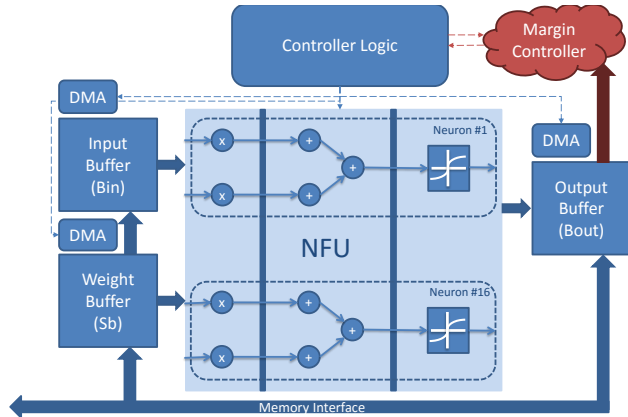 Controller Logic
Margin
Controller
DMA
Input
Buffer
(Bin)
x
+
+
Neuron #1
x
+
DMA
Output
Buffer
(Bout)
DMA
NFU
Weight
Buffer
(Sb)
Neuron #16
x
+
+
x
+
Memory Interface